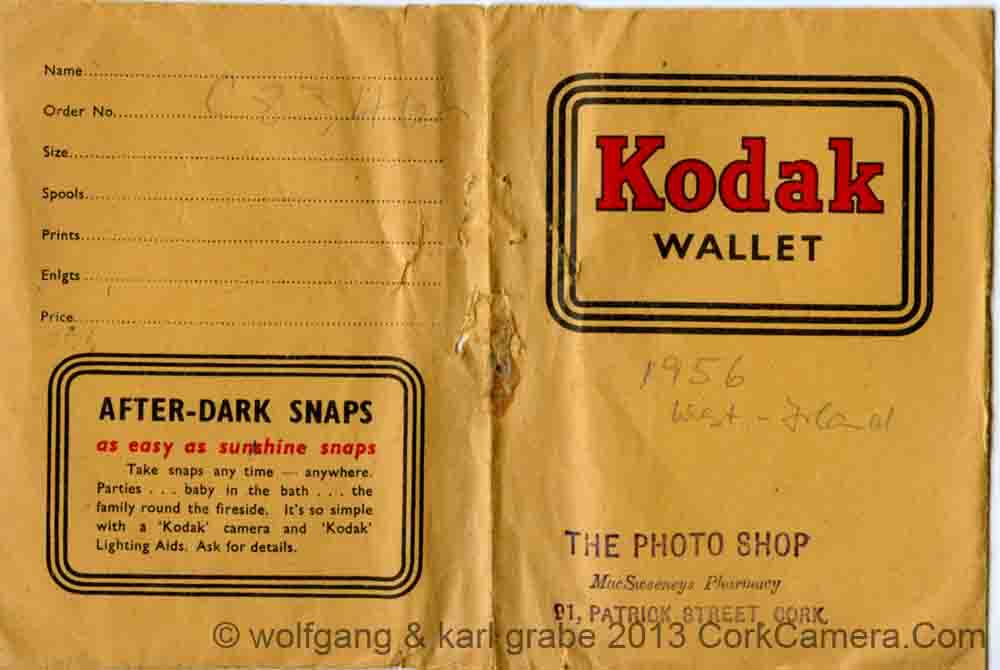 Name
Order No.
Size
Spools
Prints
Enlgts
Price
AFTER-DARK SNAPS
as easy as sunshine snaps
Take snaps any time — anywhere.
Parties . . . baby in the bath . . . the
family round the fireside. It's so simple
with a 'Kodak' camera and 'Kodak'
Lighting Aids. Ask for details.
Kodak
WALLET
1956
West - Irland
THE PHOTO SHOP
MacSweeneys Pharmacy
91, PATRICK STREET, CORK.
© wolfgang & karl grabe 2013 CorkCamera.Com